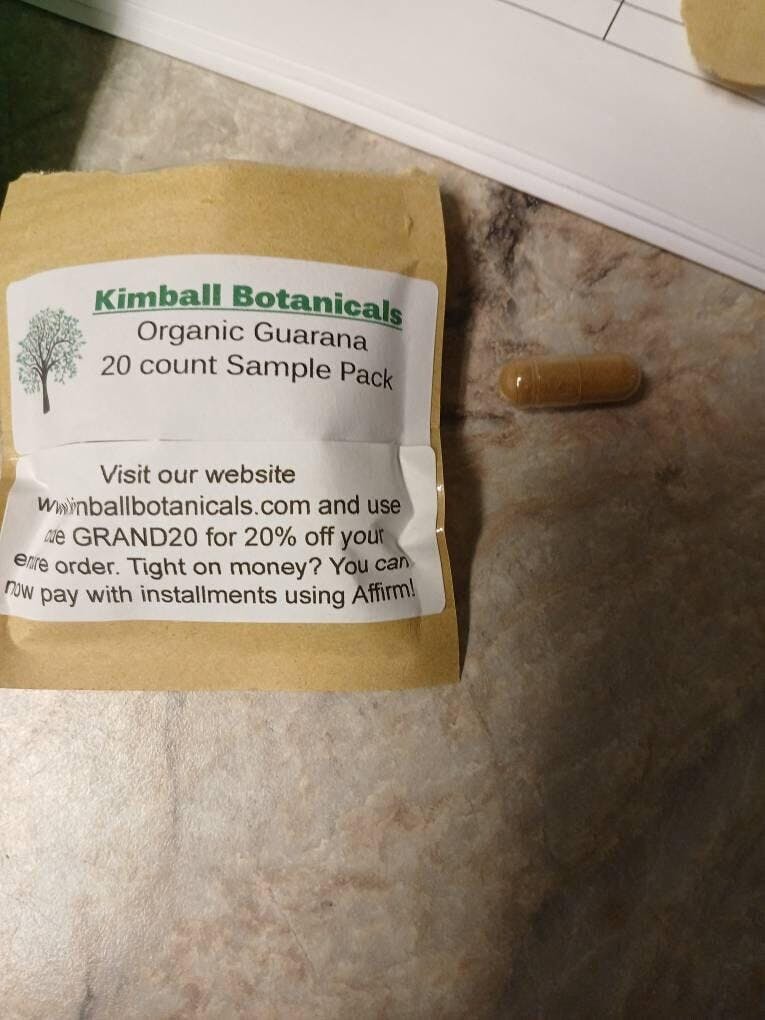 Kimball Botanicals
Organic Guarana
20 count Sample Pack
Visit our website
and use
GRAND20 for 20% off your
order. Tight on money? You can
now pay with installments using Affirm!